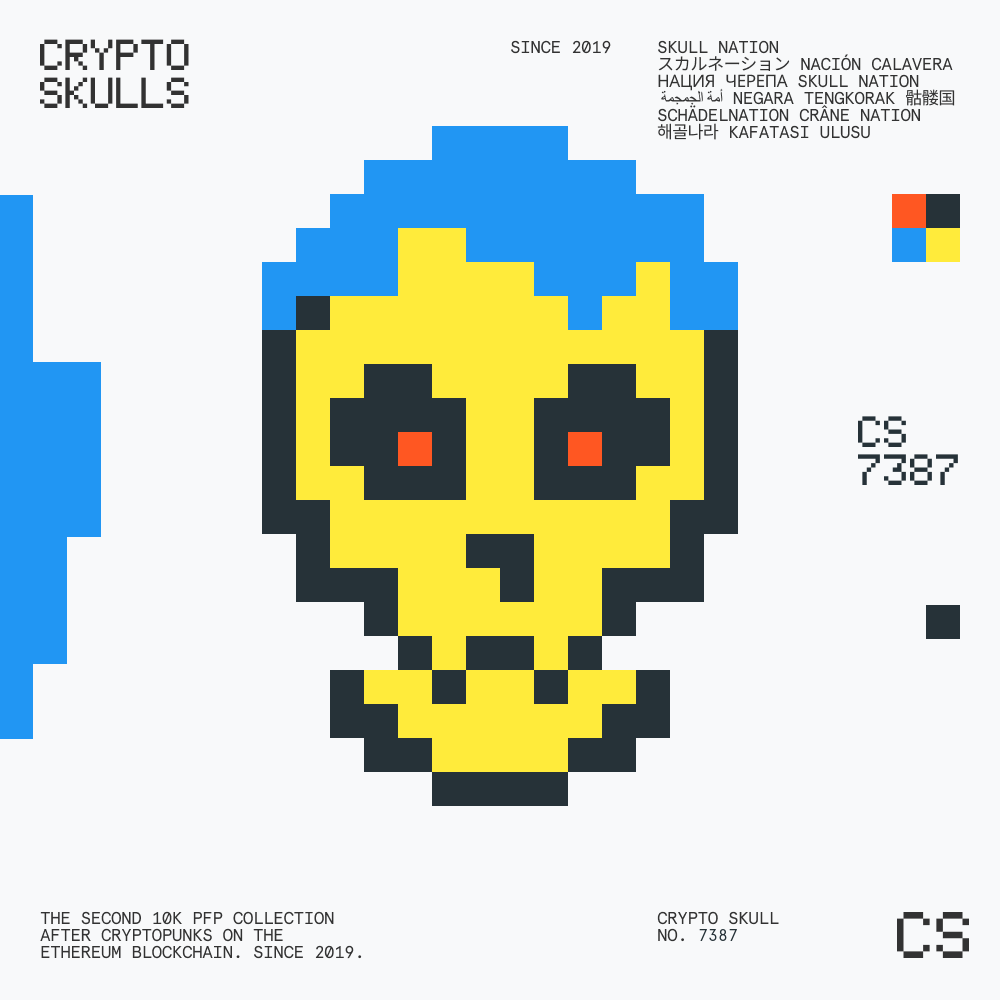 CRYPTO
SKULLS
SINCE 2019
SKULL NATION
スカルネーション NACIÓN CALAVERA
НАЦИЯ ЧЕРЕПА SKULL NATION
أمة الجمجمة NEGARA TENGKORAK 骷髅国
SCHÄDELNATION CRÂNE NATION
해골나라 KAFATASI ULUSU
CS
7387
THE SECOND 10K PFP COLLECTION
AFTER CRYPTOPUNKS ON THE
ETHEREUM BLOCKCHAIN. SINCE 2019.
CRYPTO SKULL
NO. 7387
CS